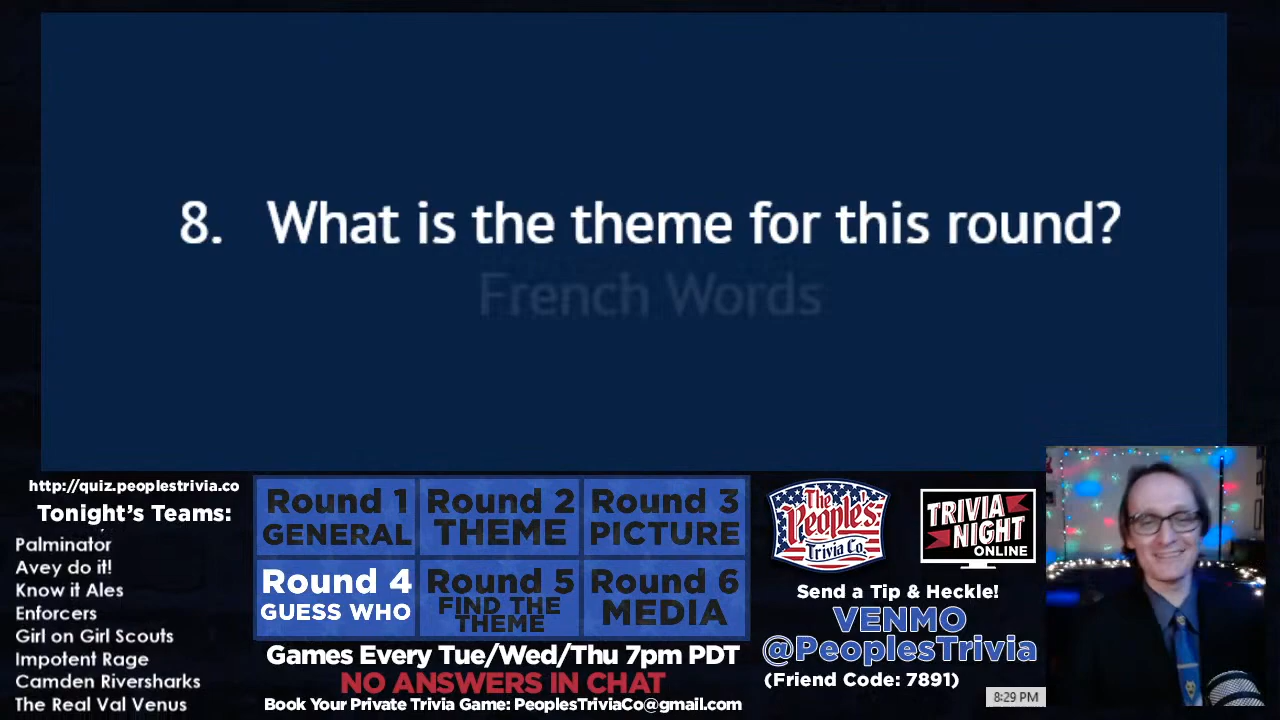 8. What is the theme for this round?
French Words
http://quiz.peoplestrivia.co
Tonight's Teams:
Palminator
Avey do it!
Know it Ales
Enforcers
Girl on Girl Scouts
Impotent Rage
Camden Riversharks
The Real Val Venus
Round 1
GENERAL
Round 2
THEME
Round 3
PICTURE
Round 4
GUESS WHO
Round 5
FIND THE
THEME
Round 6
MEDIA
Games Every Tue/Wed/Thu 7pm PDT
NO ANSWERS IN CHAT
Book Your Private Trivia Game: PeoplesTriviaCo@gmail.com
The
People's
Trivia Co.
TRIVIA
NIGHT
ONLINE
Send a Tip & Heckle!
VENMO
@PeoplesTrivia
(Friend Code: 7891)
8:29 PM